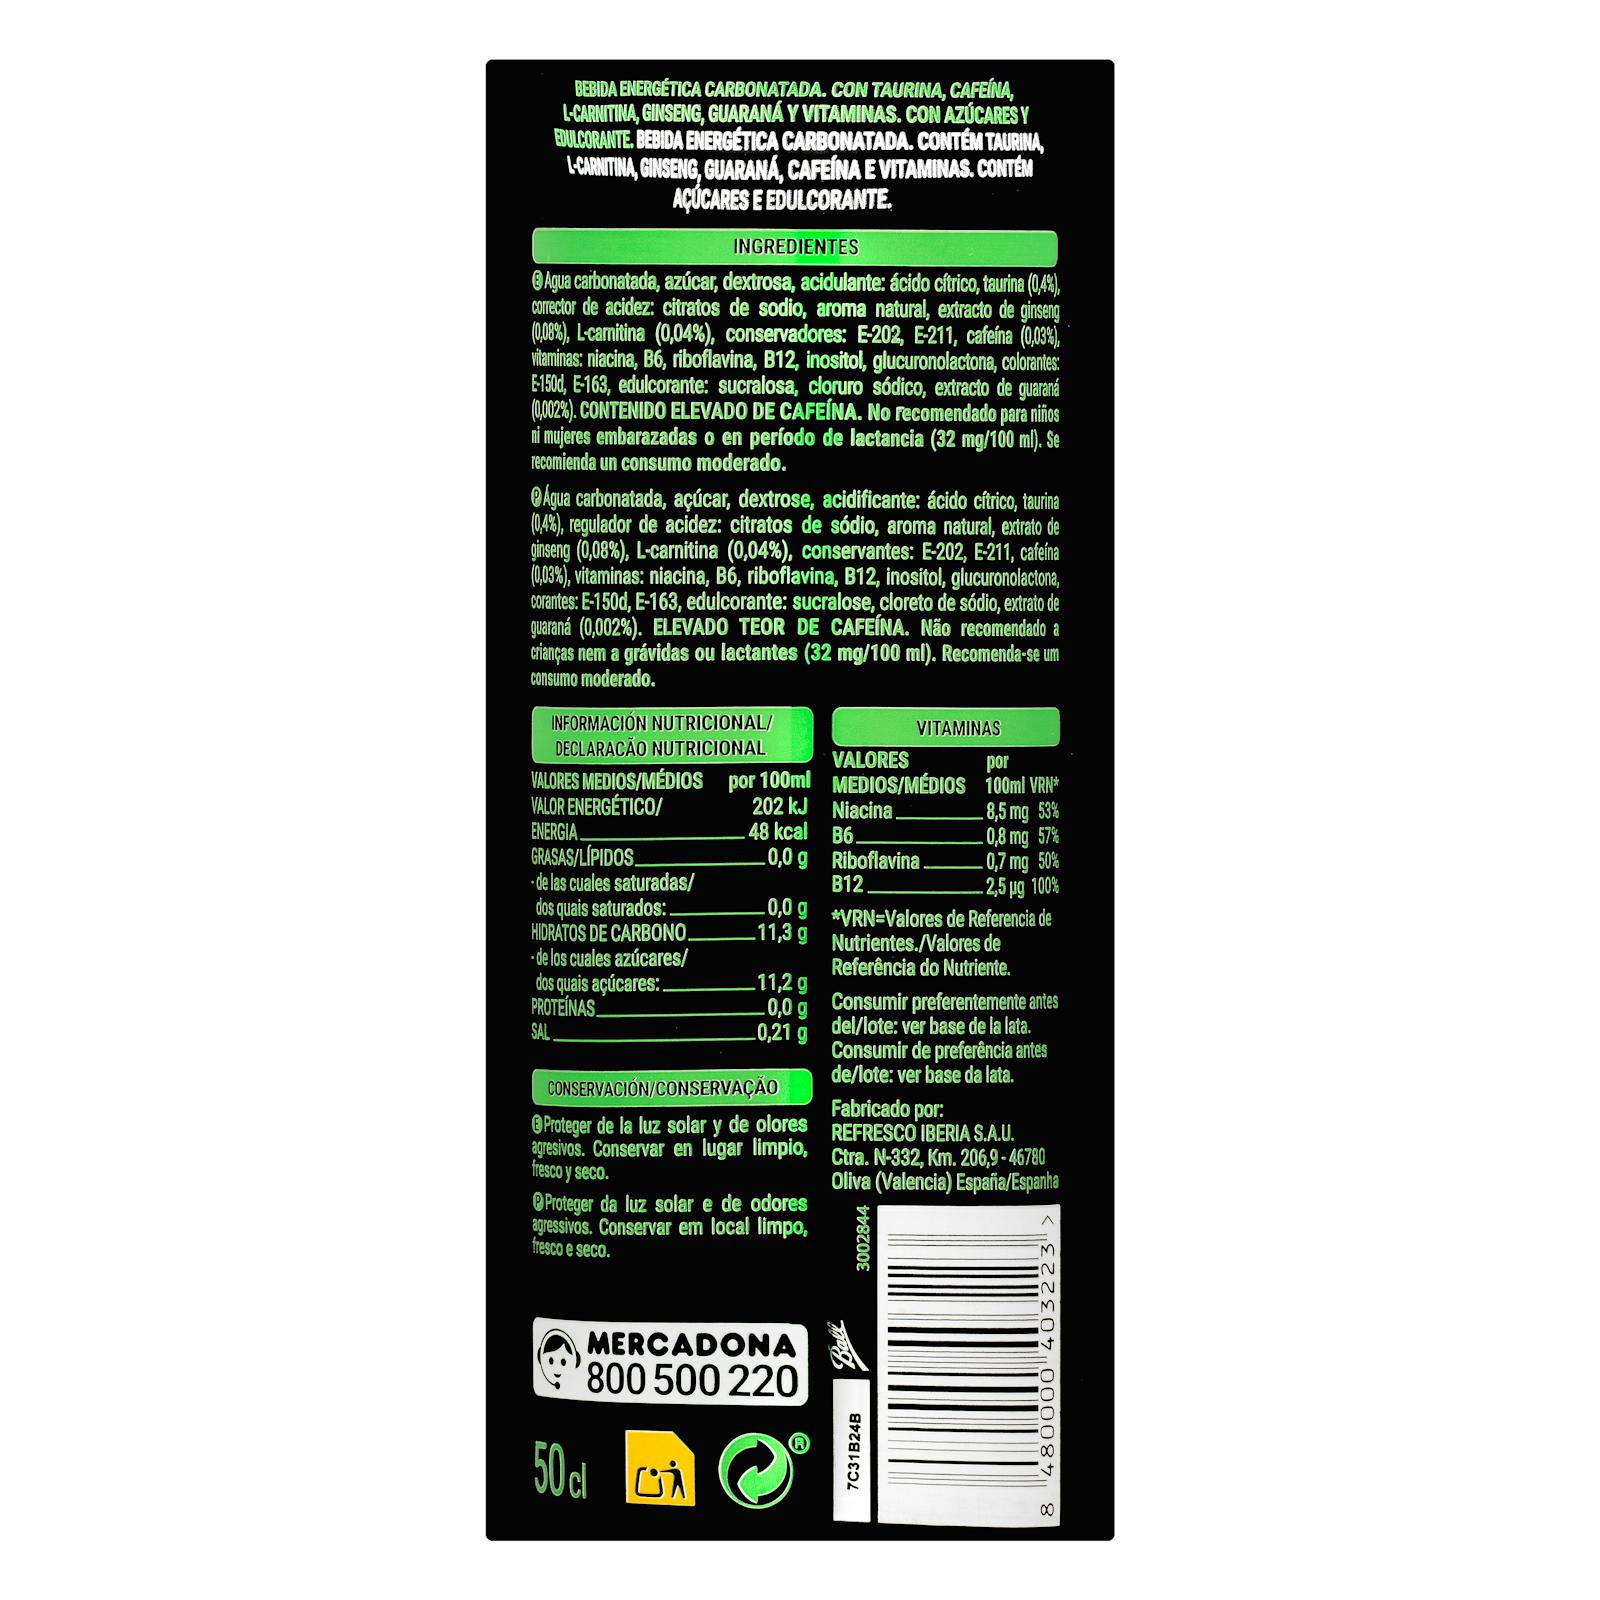 BEBIDA ENERGÉTICA CARBONATADA. CON TAURINA, CAFEÍNA,
L-CARNITINA, GINSENG, GUARANÁ Y VITAMINAS. CON AZÚCARES Y
EDULCORANTE. BEBIDA ENERGÉTICA CARBONATADA. CONTÉM TAURINA,
L-CARNITINA, GINSENG, GUARANÁ, CAFEÍNA E VITAMINAS. CONTÉM
AÇÚCARES E EDULCORANTE.
INGREDIENTES
E Agua carbonatada, azúcar, dextrosa, acidulante: ácido cítrico, taurina (0,4%),
corrector de acidez: citratos de sodio, aroma natural, extracto de ginseng
(0,08%), L-carnitina (0,04%), conservadores: E-202, E-211, cafeína (0,03%),
vitaminas: niacina, B6, riboflavina, B12, inositol, glucuronolactona, colorantes:
E-150d, E-163, edulcorante: sucralosa, cloruro sódico, extracto de guaraná
(0,002%). CONTENIDO ELEVADO DE CAFEÍNA. No recomendado para niños
ni mujeres embarazadas o en período de lactancia (32 mg/100 ml). Se
recomienda un consumo moderado.
P Água carbonatada, açúcar, dextrose, acidificante: ácido cítrico, taurina
(0,4%), regulador de acidez: citratos de sódio, aroma natural, extrato de
ginseng (0,08%), L-carnitina (0,04%), conservantes: E-202, E-211, cafeína
(0,03%), vitaminas: niacina, B6, riboflavina, B12, inositol, glucuronolactona,
corantes: E-150d, E-163, edulcorante: sucralose, cloreto de sódio, extrato de
guaraná (0,002%). ELEVADO TEOR DE CAFEÍNA. Não recomendado a
crianças nem a grávidas ou lactantes (32 mg/100 ml). Recomenda-se um
consumo moderado.
INFORMACIÓN NUTRICIONAL/
DECLARAÇÃO NUTRICIONAL
VALORES MEDIOS/MÉDIOS por 100ml
VALOR ENERGÉTICO/ 202 kJ
ENERGIA 48 kcal
GRASAS/LÍPIDOS 0,0 g
- de las cuales saturadas/
dos quais saturados: 0,0 g
HIDRATOS DE CARBONO 11,3 g
- de los cuales azúcares/
dos quais açúcares: 11,2 g
PROTEÍNAS 0,0 g
SAL 0,21 g
CONSERVACIÓN/CONSERVAÇÃO
E Proteger de la luz solar y de olores
agresivos. Conservar en lugar limpio,
fresco y seco.
P Proteger da luz solar e de odores
agressivos. Conservar em local limpo,
fresco e seco.
MERCADONA
800 500 220
50 cl
®
VITAMINAS
VALORES por
MEDIOS/MÉDIOS 100ml VRN*
Niacina 8,5 mg 53%
B6 0,8 mg 57%
Riboflavina 0,7 mg 50%
B12 2,5 µg 100%
*VRN=Valores de Referencia de
Nutrientes./Valores de
Referência do Nutriente.
Consumir preferentemente antes
del/lote: ver base de la lata.
Consumir de preferência antes
de/lote: ver base da lata.
Fabricado por:
REFRESCO IBERIA S.A.U.
Ctra. N-332, Km. 206,9 - 46780
Oliva (Valencia) España/Espanha
3002844
Ball
7C31B24B
8 480000 403223 >